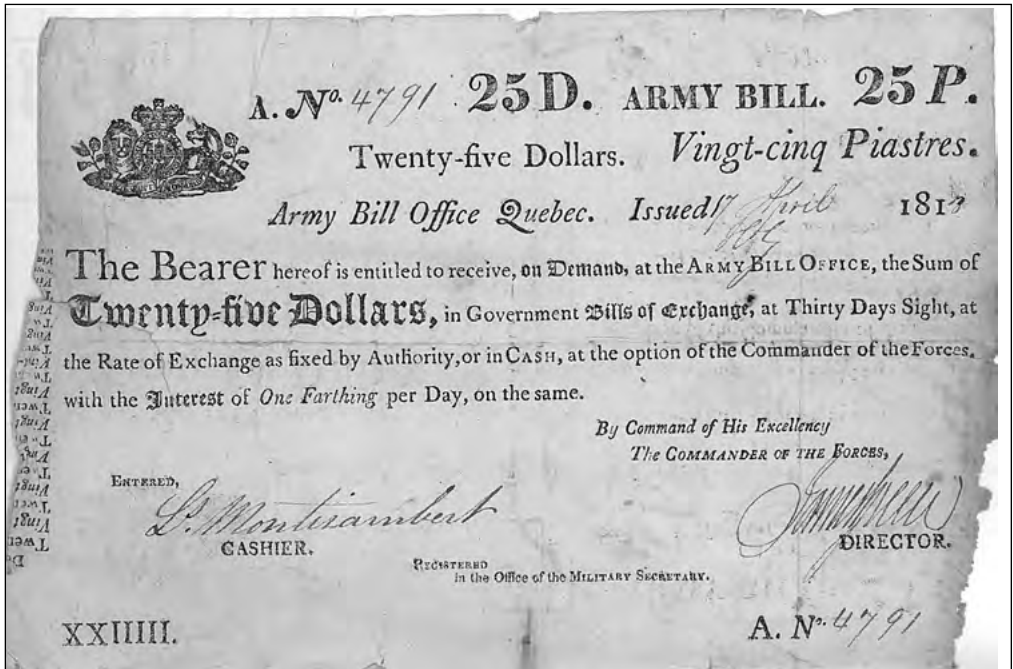 A. No. 4791 25 D. ARMY BILL. 25 P.
Twenty-five Dollars. Vingt-cinq Piastres.
Army Bill Office Quebec. Issued 17 April 1813
The Bearer hereof is entitled to receive, on Demand, at the ARMY BILL OFFICE, the Sum of
Twenty-five Dollars, in Government Bills of Exchange, at Thirty Days Sight, at
the Rate of Exchange as fixed by Authority, or in CASH, at the option of the Commander of the Forces,
with the Interest of One Farthing per Day, on the same.
By Command of His Excellency
The COMMANDER OF THE FORCES,
ENTERED,
Ls. Montizambert
CASHIER.
DIRECTOR.
REGISTERED
in the Office of the MILITARY SECRETARY.
XXIIIII.
A. No. 4791